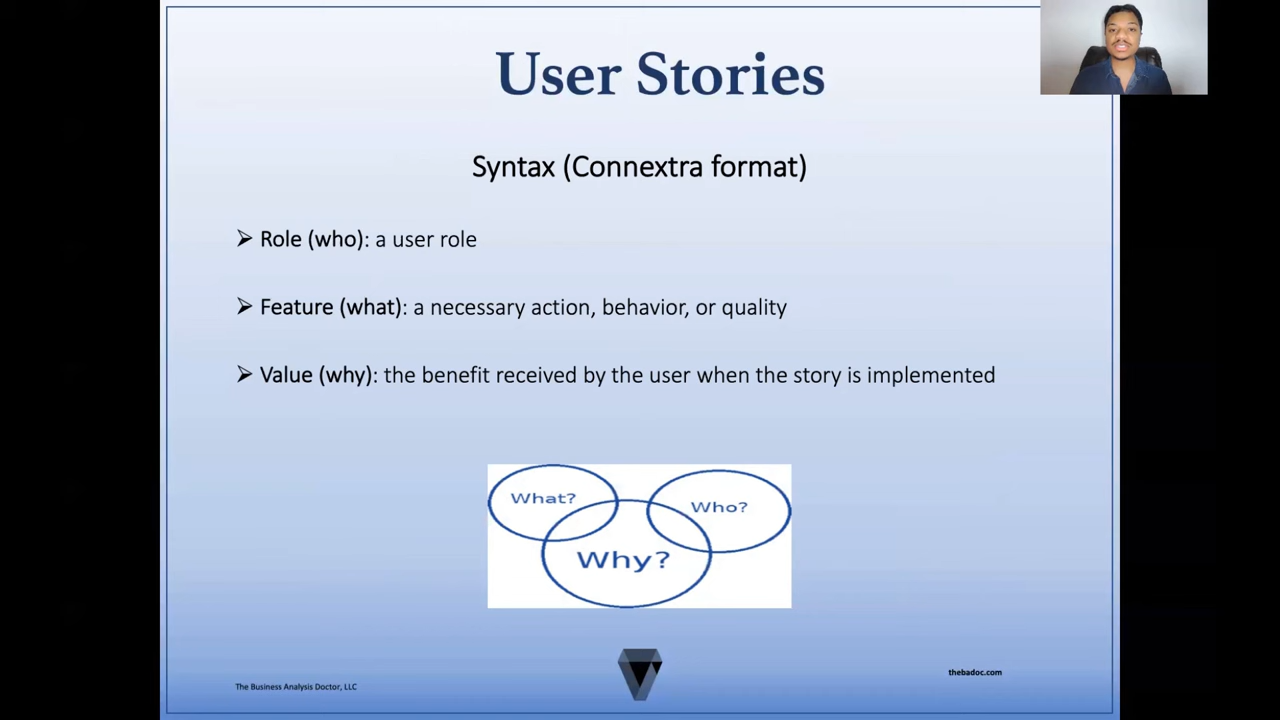 User Stories
Syntax (Connextra format)
Role (who): a user role
Feature (what): a necessary action, behavior, or quality
Value (why): the benefit received by the user when the story is implemented
What?
Who?
Why?
The Business Analysis Doctor, LLC
thebadoc.com